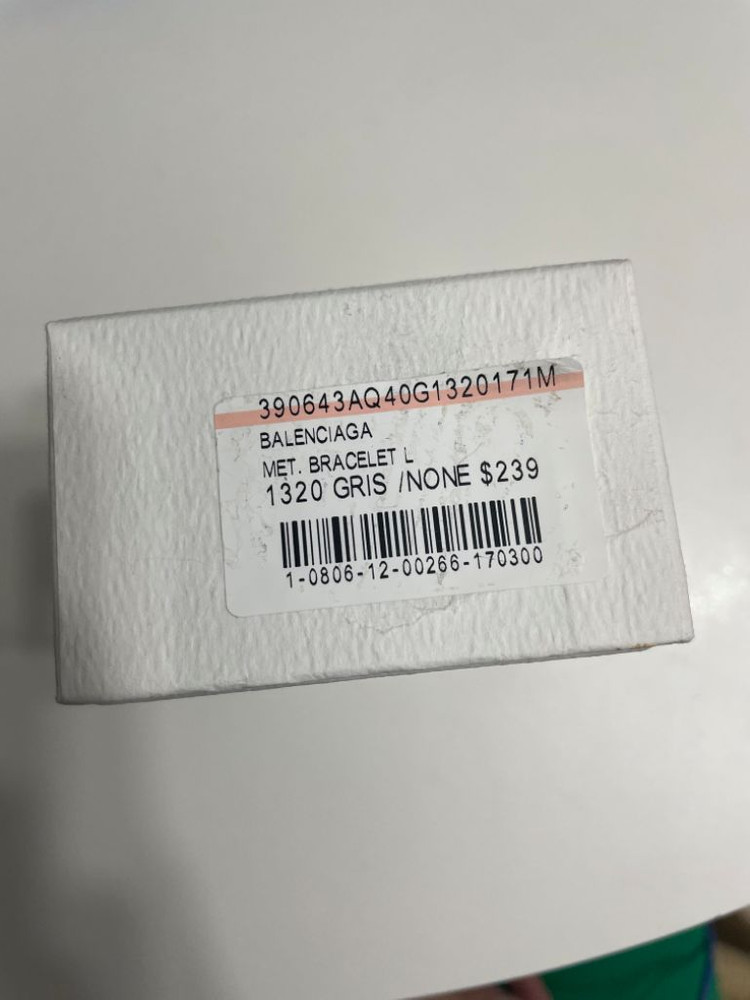 390643AQ40G1320171M
BALENCIAGA
MET. BRACELET L
1320 GRIS /NONE $239
1-0806-12-00266-170300